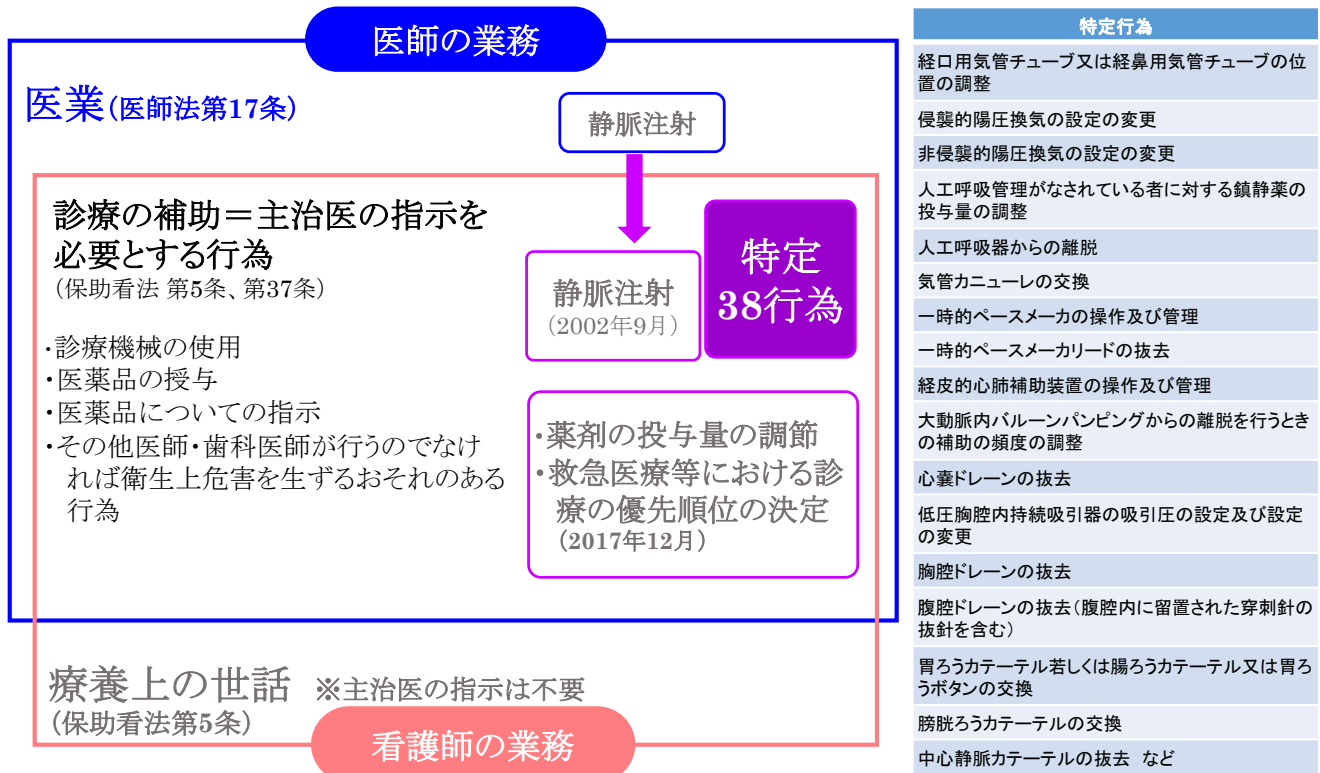 医師の業務
医業(医師法第17条)
静脈注射
診療の補助＝主治医の指示を
必要とする行為
(保助看法 第5条、第37条)
・診療機械の使用
・医薬品の授与
・医薬品についての指示
・その他医師・歯科医師が行うのでなけ
れば衛生上危害を生ずるおそれのある
行為
静脈注射
(2002年9月)
特定
38行為
・薬剤の投与量の調節
・救急医療等における診
療の優先順位の決定
(2017年12月)
療養上の世話 ※主治医の指示は不要
(保助看法第5条)
看護師の業務
特定行為
経口用気管チューブ又は経鼻用気管チューブの位
置の調整
侵襲的陽圧換気の設定の変更
非侵襲的陽圧換気の設定の変更
人工呼吸管理がなされている者に対する鎮静薬の
投与量の調整
人工呼吸器からの離脱
気管カニューレの交換
一時的ペースメーカの操作及び管理
一時的ペースメーカリードの抜去
経皮的心肺補助装置の操作及び管理
大動脈内バルーンパンピングからの離脱を行うとき
の補助の頻度の調整
心嚢ドレーンの抜去
低圧胸腔内持続吸引器の吸引圧の設定及び設定
の変更
胸腔ドレーンの抜去
腹腔ドレーンの抜去(腹腔内に留置された穿刺針の
抜針を含む)
胃ろうカテーテル若しくは腸ろうカテーテル又は胃ろ
うボタンの交換
膀胱ろうカテーテルの交換
中心静脈カテーテルの抜去 など